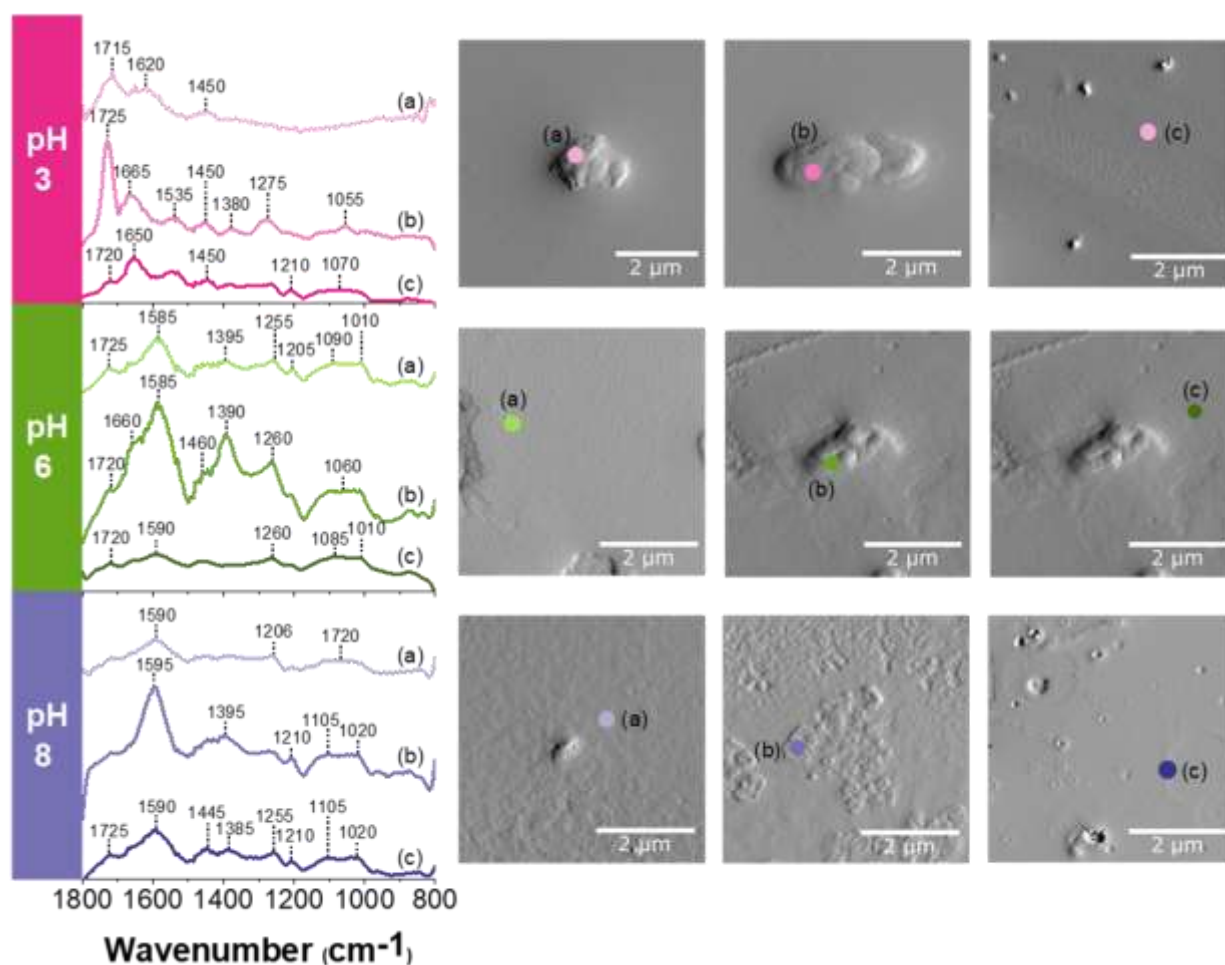 pH
3
1715
1620
1450
(a)
1725
1665
1535
1450
1380
1275
1055
(b)
1720
1650
1450
1210
1070
(c)
(a)
2 µm
(b)
2 µm
(c)
2 µm
pH
6
1725
1585
1395
1255
1205
1090
1010
(a)
1720
1660
1585
1460
1390
1260
1060
(b)
1720
1590
1260
1085
1010
(c)
(a)
2 µm
(b)
2 µm
(c)
2 µm
pH
8
1590
1206
1720
(a)
1595
1395
1210
1105
1020
(b)
1725
1590
1445
1385
1255
1210
1105
1020
(c)
(a)
2 µm
(b)
2 µm
(c)
2 µm
1800 1600 1400 1200 1000 800
Wavenumber (cm-1)